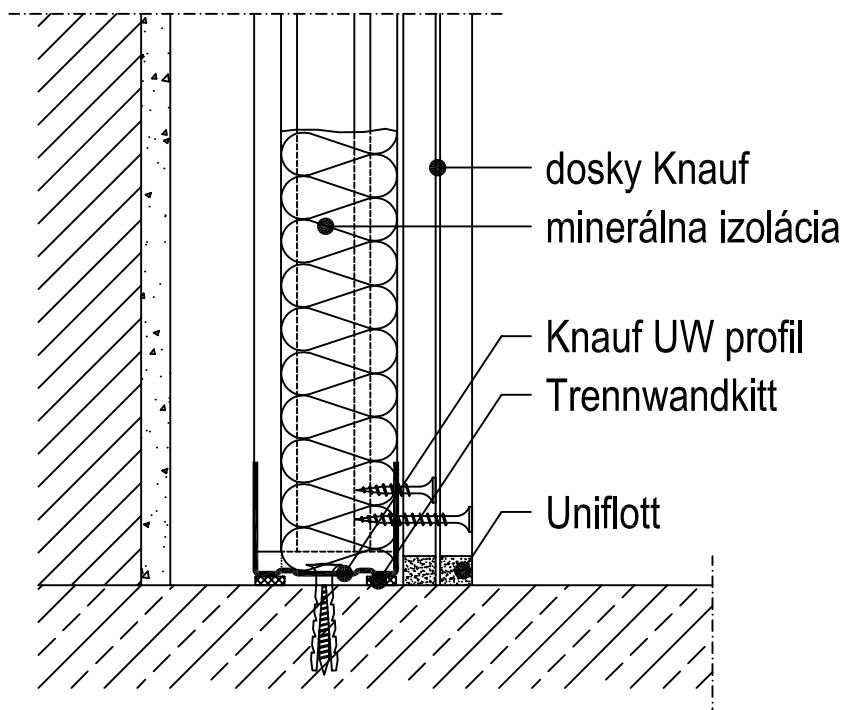 dosky Knauf
minerálna izolácia
Knauf UW profil
Trennwandkitt
Uniflott